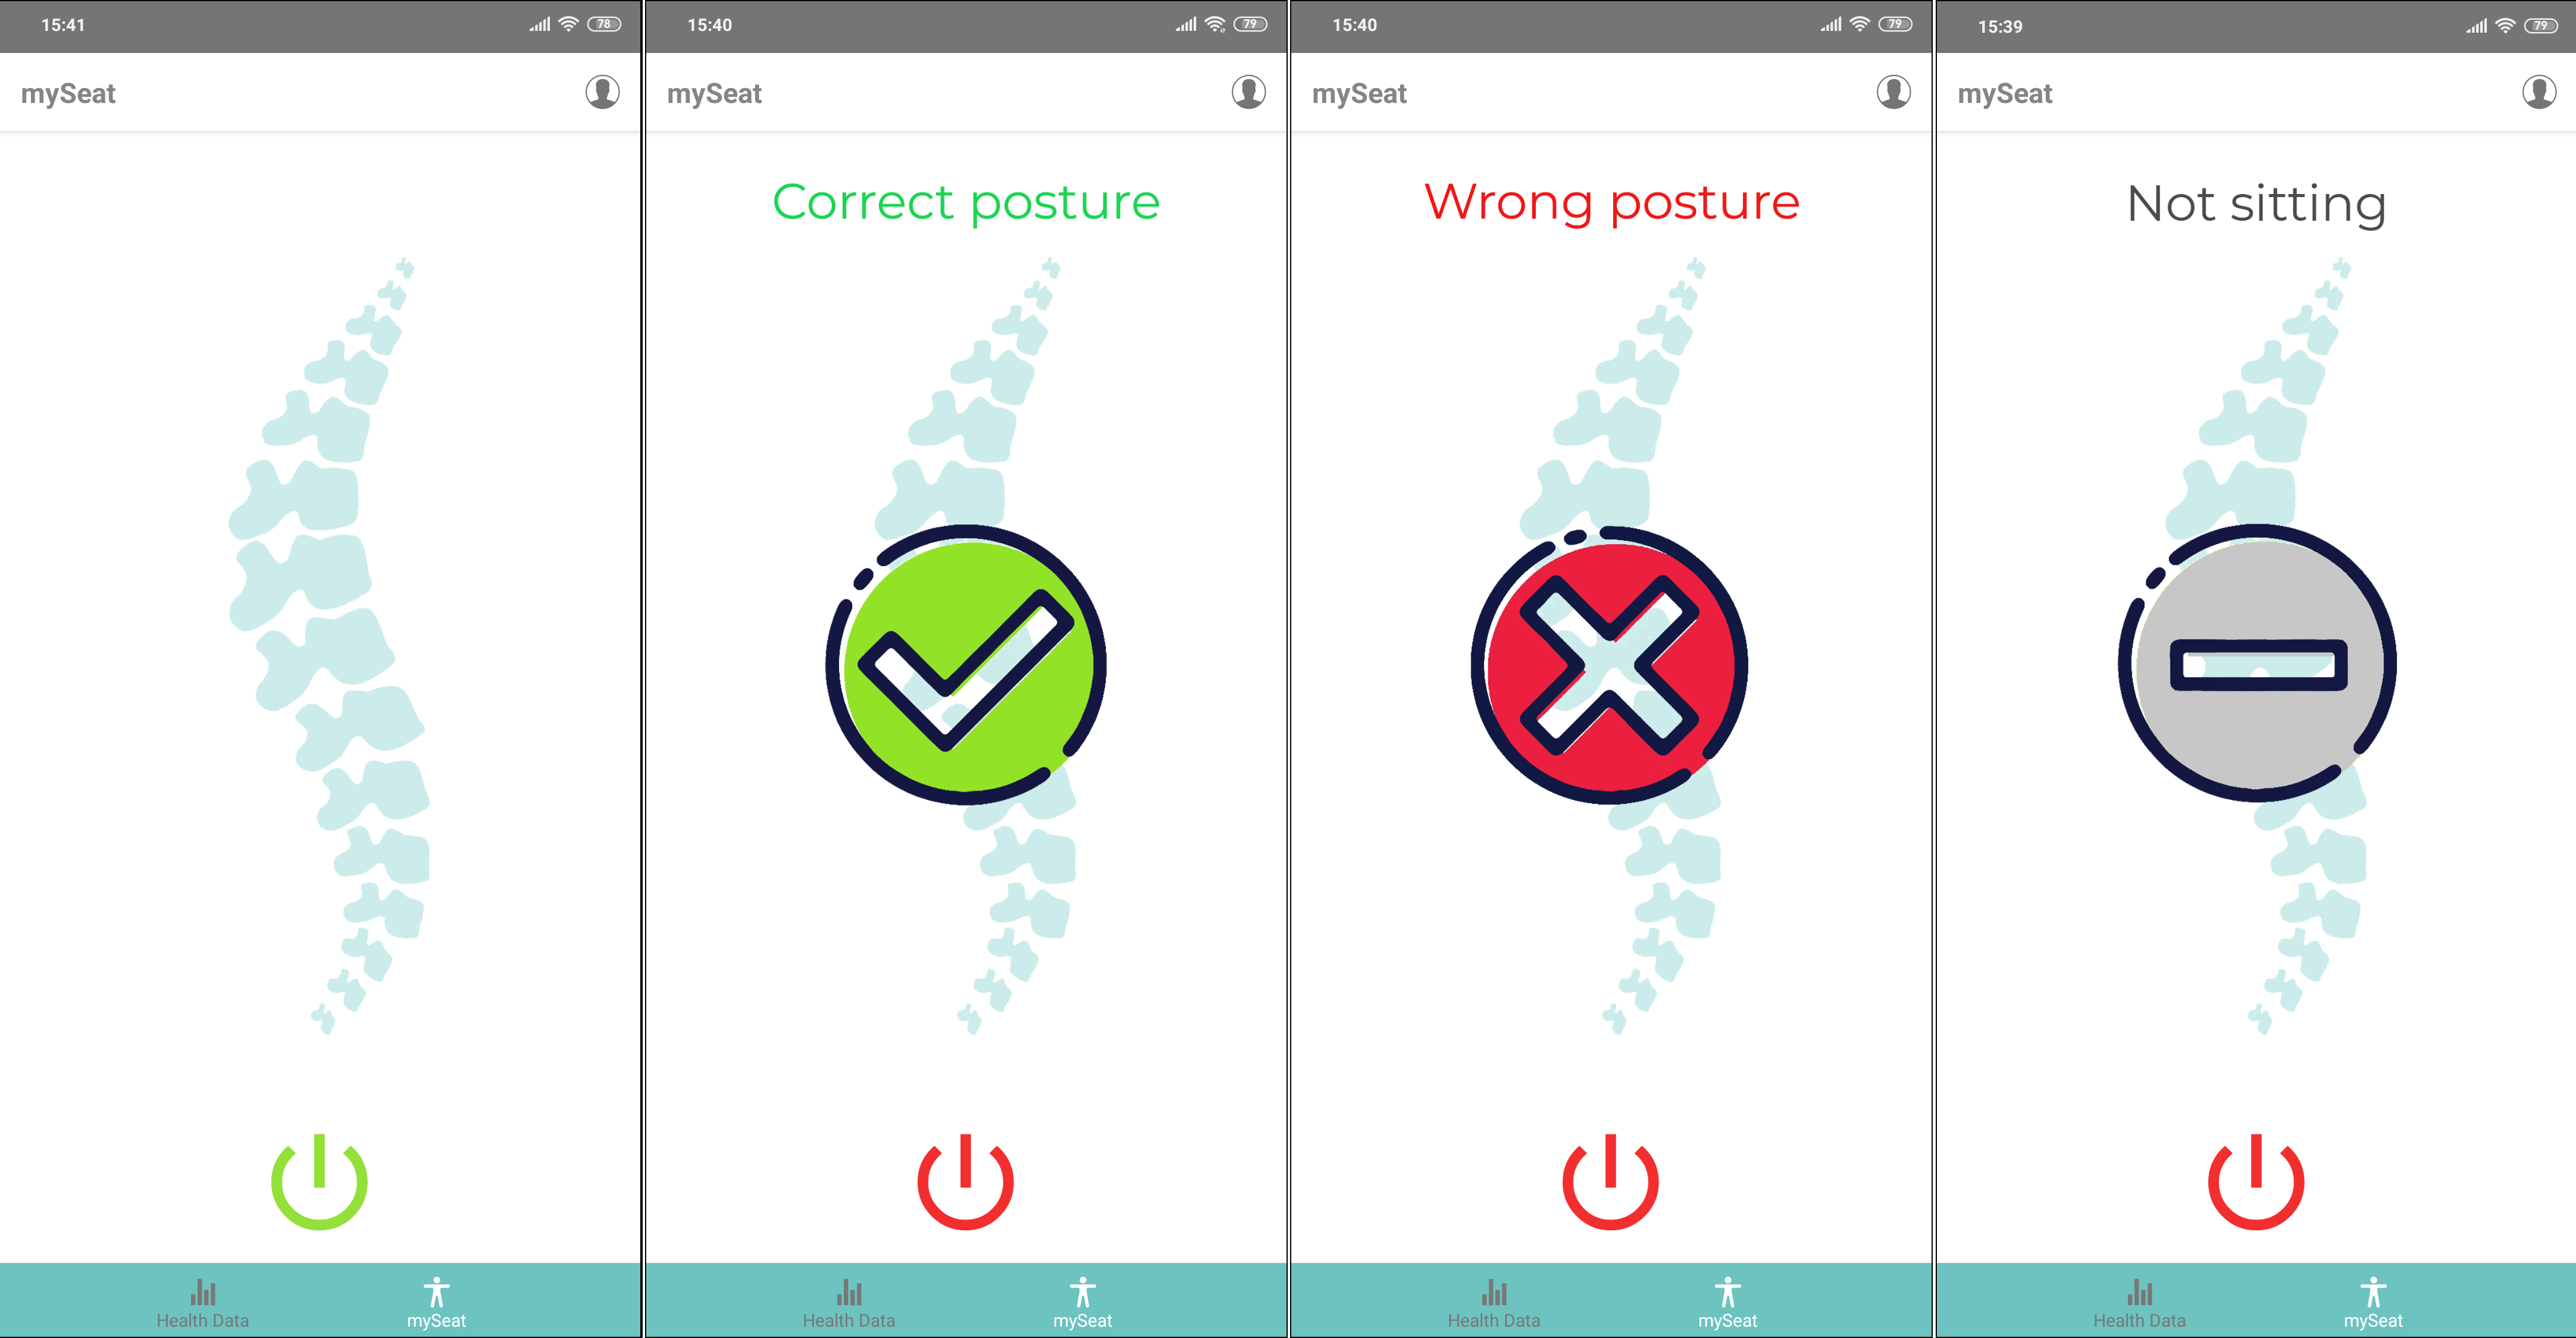 15:41
78
mySeat
Health Data
mySeat
15:40
79
mySeat
Correct posture
Health Data
mySeat
15:40
79
mySeat
Wrong posture
Health Data
mySeat
15:39
79
mySeat
Not sitting
Health Data
mySeat